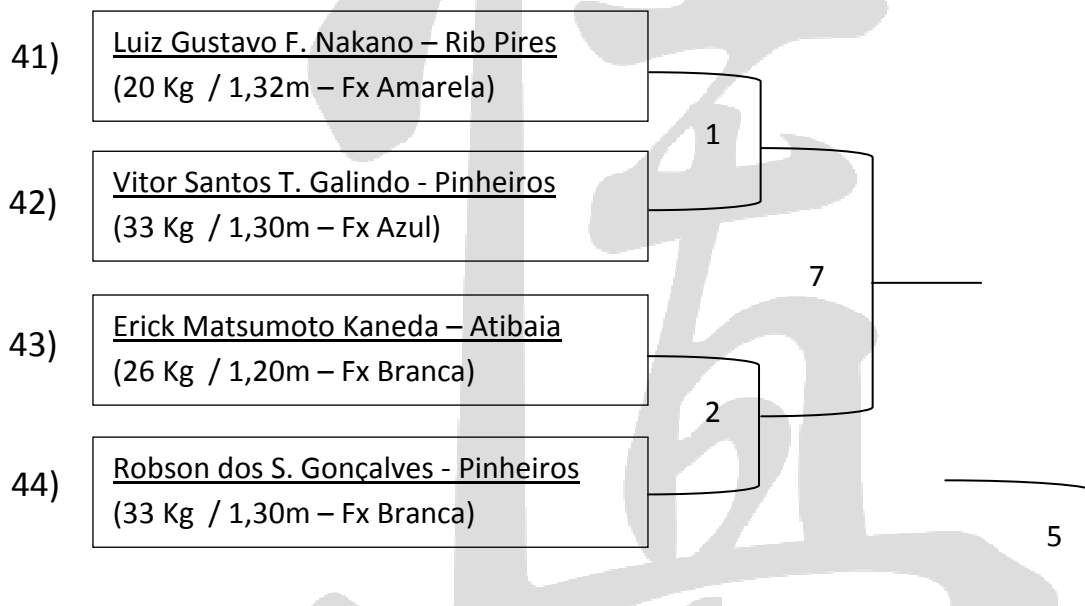 41)
Luiz Gustavo F. Nakano – Rib Pires
(20 Kg / 1,32m – Fx Amarela)
1
42)
Vitor Santos T. Galindo - Pinheiros
(33 Kg / 1,30m – Fx Azul)
7
43)
Erick Matsumoto Kaneda – Atibaia
(26 Kg / 1,20m – Fx Branca)
2
44)
Robson dos S. Gonçalves - Pinheiros
(33 Kg / 1,30m – Fx Branca)
5